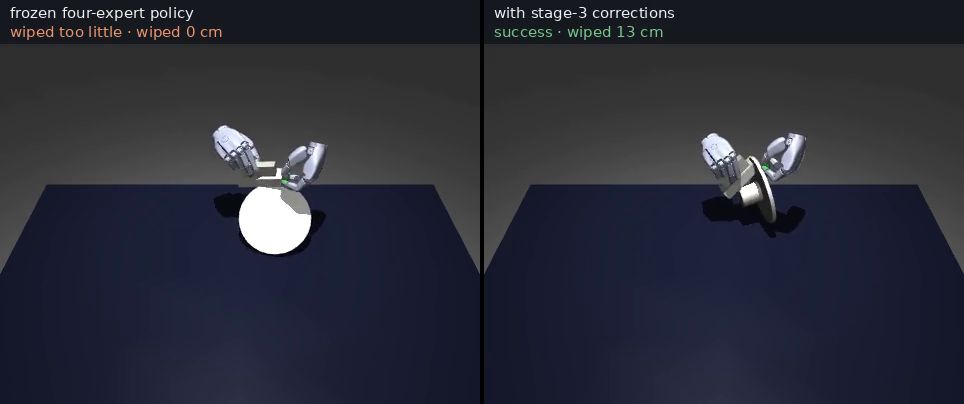 frozen four-expert policy
wiped too little · wiped 0 cm
with stage-3 corrections
success · wiped 13 cm